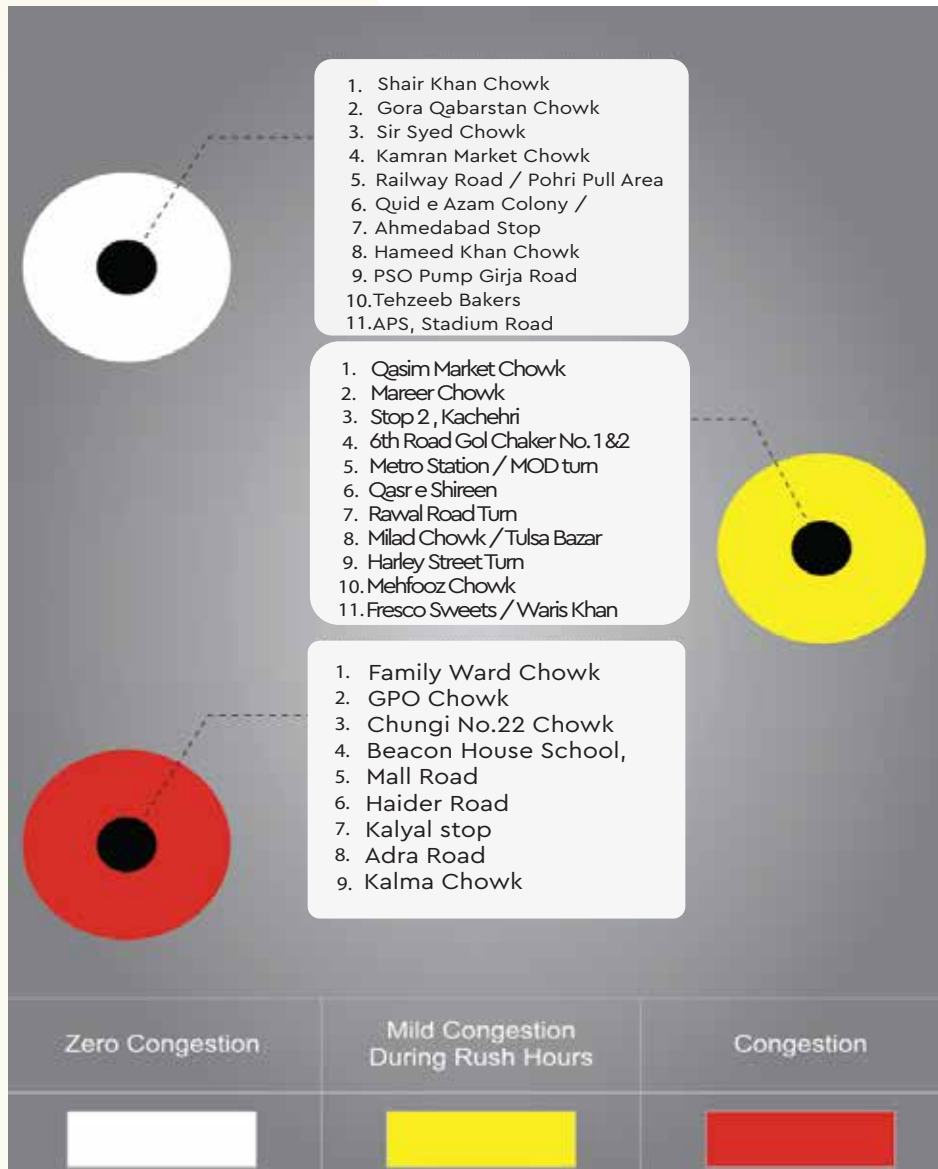 1. Shair Khan Chowk
2. Gora Qabarstan Chowk
3. Sir Syed Chowk
4. Kamran Market Chowk
5. Railway Road / Pohri Pull Area
6. Quid e Azam Colony /
7. Ahmedabad Stop
8. Hameed Khan Chowk
9. PSO Pump Girja Road
10.Tehzeeb Bakers
11.APS, Stadium Road
1. Qasim Market Chowk
2. Mareer Chowk
3. Stop 2 , Kachehri
4. 6th Road Gol Chaker No. 1 &2
5. Metro Station / MOD turn
6. Qasr e Shireen
7. Rawal Road Turn
8. Milad Chowk / Tulsa Bazar
9. Harley Street Turn
10. Mehfooz Chowk
11. Fresco Sweets / Waris Khan
1. Family Ward Chowk
2. GPO Chowk
3. Chungi No.22 Chowk
4. Beacon House School,
5. Mall Road
6. Haider Road
7. Kalyal stop
8. Adra Road
9. Kalma Chowk
Zero Congestion
Mild Congestion
During Rush Hours
Congestion